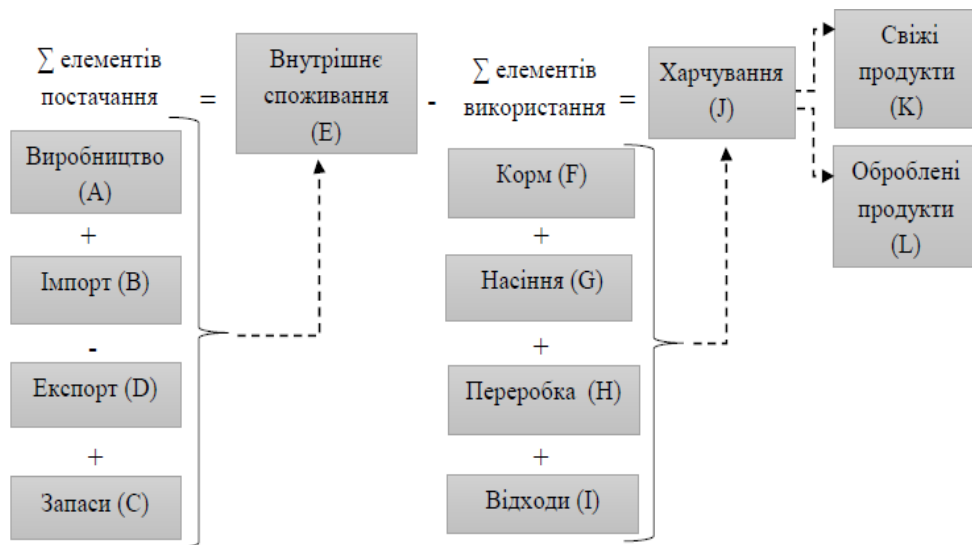 ∑ елементів
постачання
=
Внутрішнє
споживання
(E)
-
∑ елементів
використання
=
Харчування
(J)
Свіжі
продукти
(K)
Оброблені
продукти
(L)
Виробництво
(A)
+
Імпорт (B)
-
Експорт (D)
+
Запаси (C)
Корм (F)
+
Насіння (G)
+
Переробка (H)
+
Відходи (I)